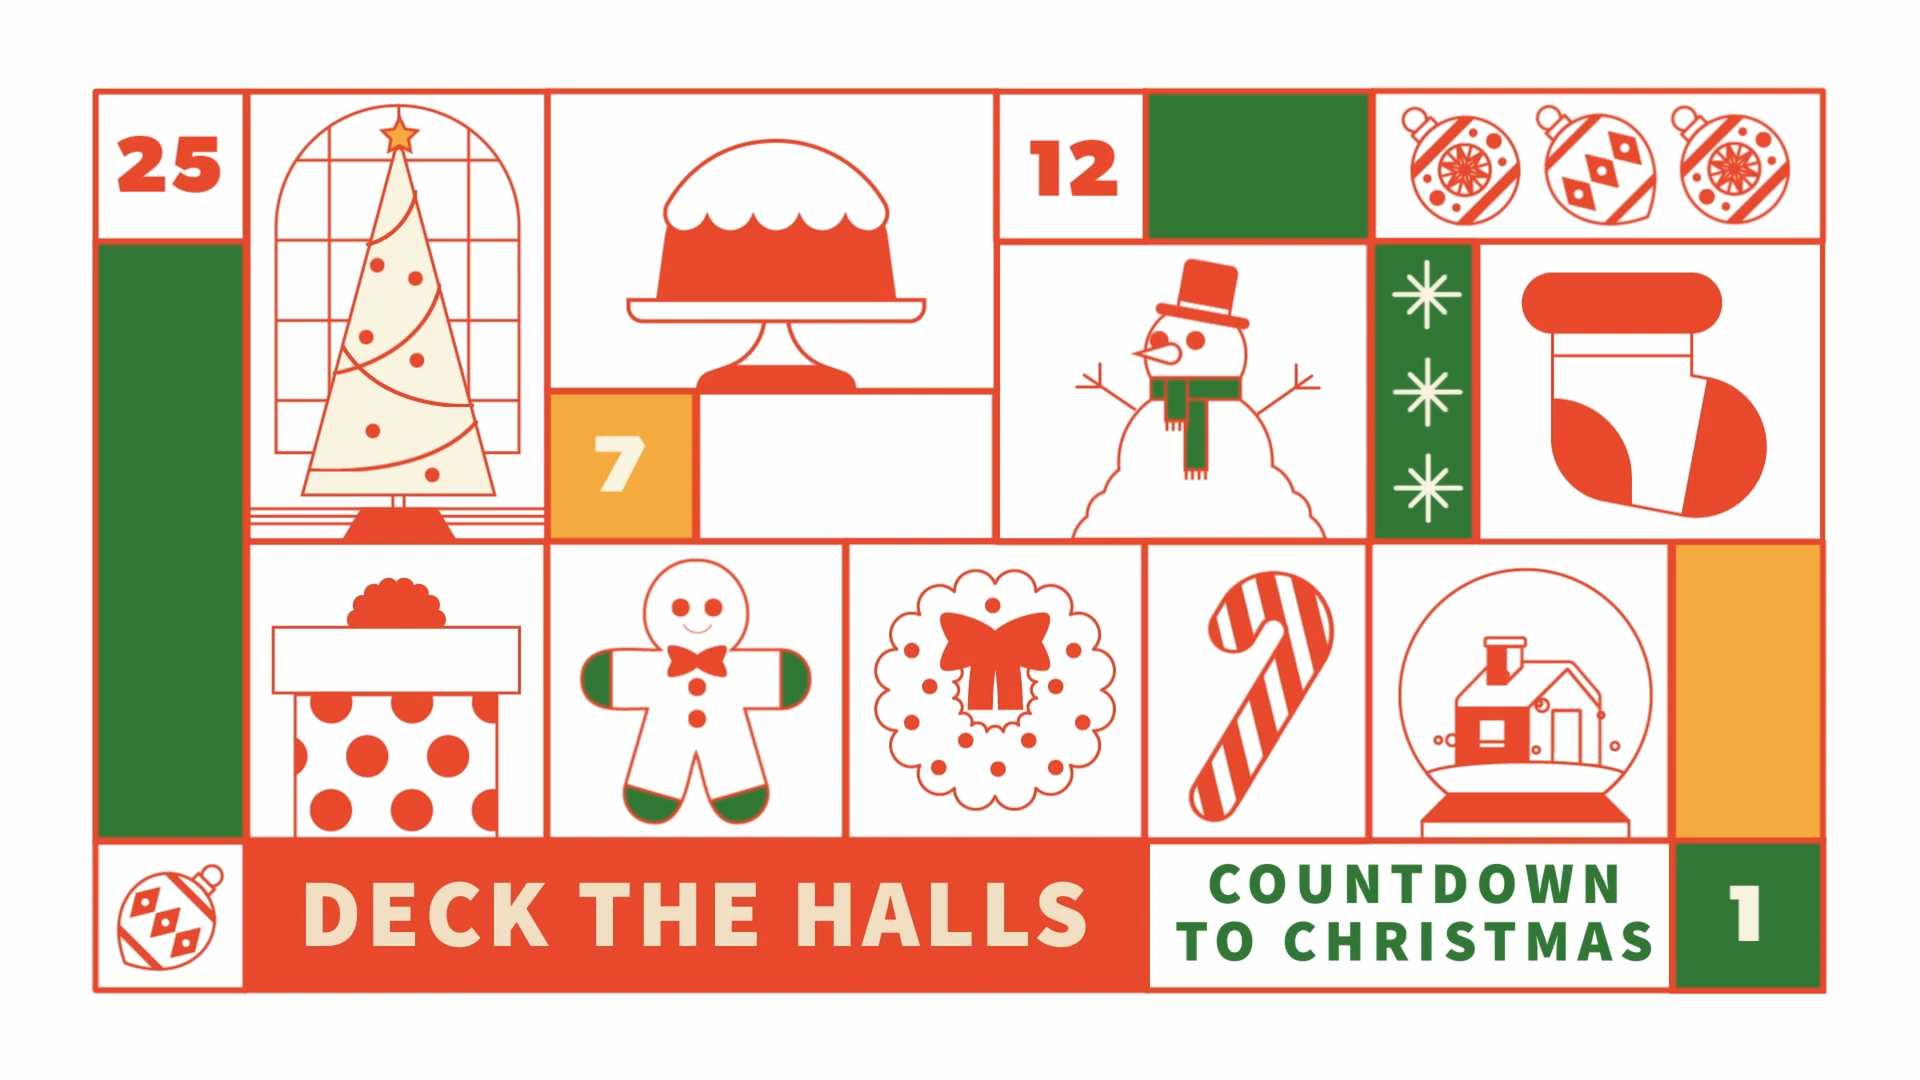 25
12
7
DECK THE HALLS
COUNTDOWN
TO CHRISTMAS
1